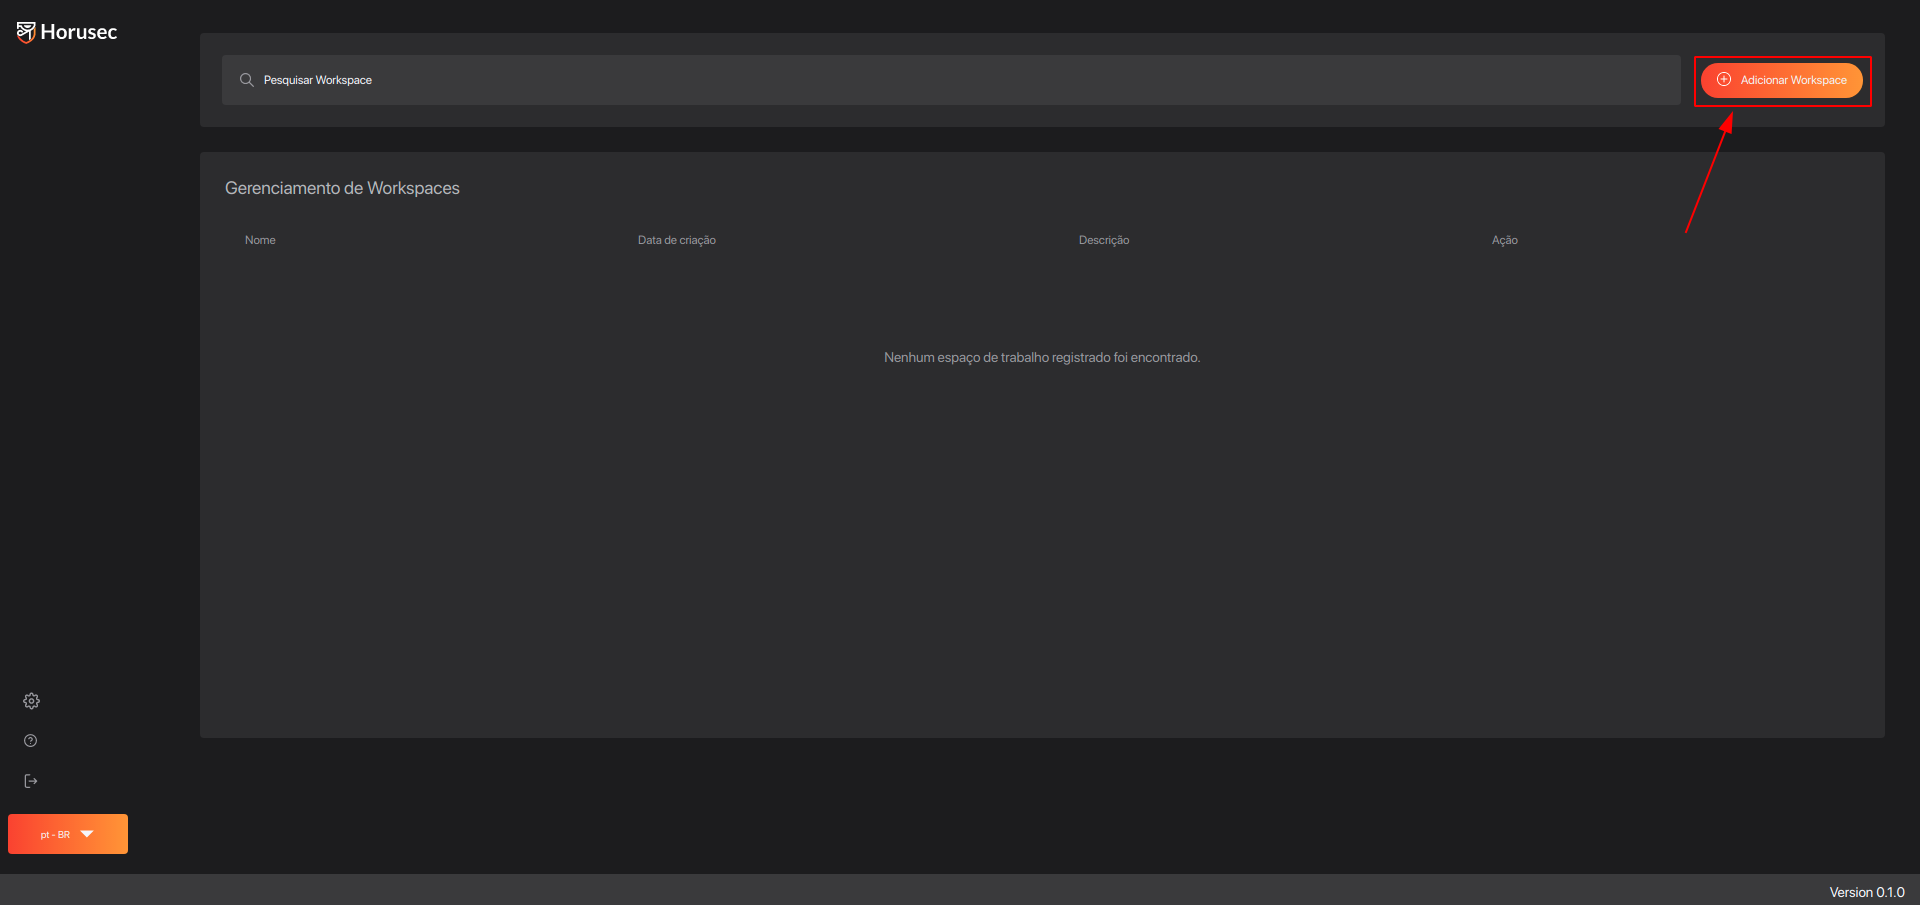 Horusec
Pesquisar Workspace
Adicionar Workspace
Gerenciamento de Workspaces
Nome Data de criação Descrição Ação
Nenhum espaço de trabalho registrado foi encontrado.
pt - BR
Version 0.1.0